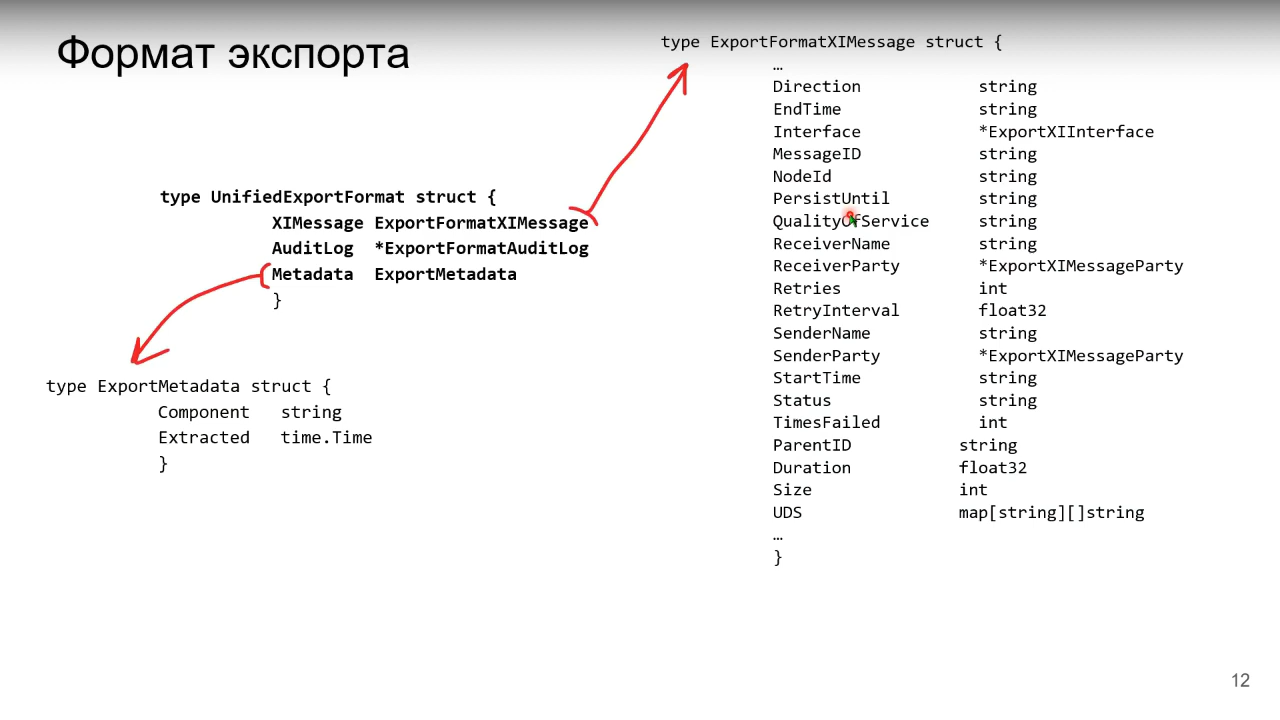 Формат экспорта
type UnifiedExportFormat struct {
XIMessage ExportFormatXIMessage
AuditLog *ExportFormatAuditLog
Metadata ExportMetadata
}
type ExportMetadata struct {
Component string
Extracted time.Time
}
type ExportFormatXIMessage struct {
…
Direction string
EndTime string
Interface *ExportXIInterface
MessageID string
NodeId string
PersistUntil string
QualityOfService string
ReceiverName string
ReceiverParty *ExportXIMessageParty
Retries int
RetryInterval float32
SenderName string
SenderParty *ExportXIMessageParty
StartTime string
Status string
TimesFailed int
ParentID string
Duration float32
Size int
UDS map[string][]string
…
}
12